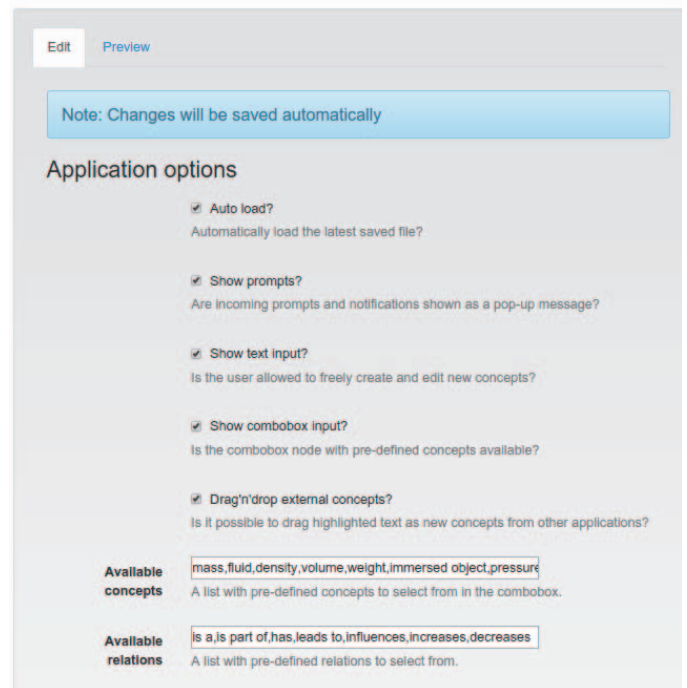 Edit Preview
Note: Changes will be saved automatically
Application options
Auto load?
Automatically load the latest saved file?
Show prompts?
Are incoming prompts and notifications shown as a pop-up message?
Show text input?
Is the user allowed to freely create and edit new concepts?
Show combobox input?
Is the combobox node with pre-defined concepts available?
Drag'n'drop external concepts?
Is it possible to drag highlighted text as new concepts from other applications?
Available concepts
mass,fluid,density,volume,weight,immersed object,pressure
A list with pre-defined concepts to select from in the combobox.
Available relations
is a,is part of,has,leads to,influences,increases,decreases
A list with pre-defined relations to select from.